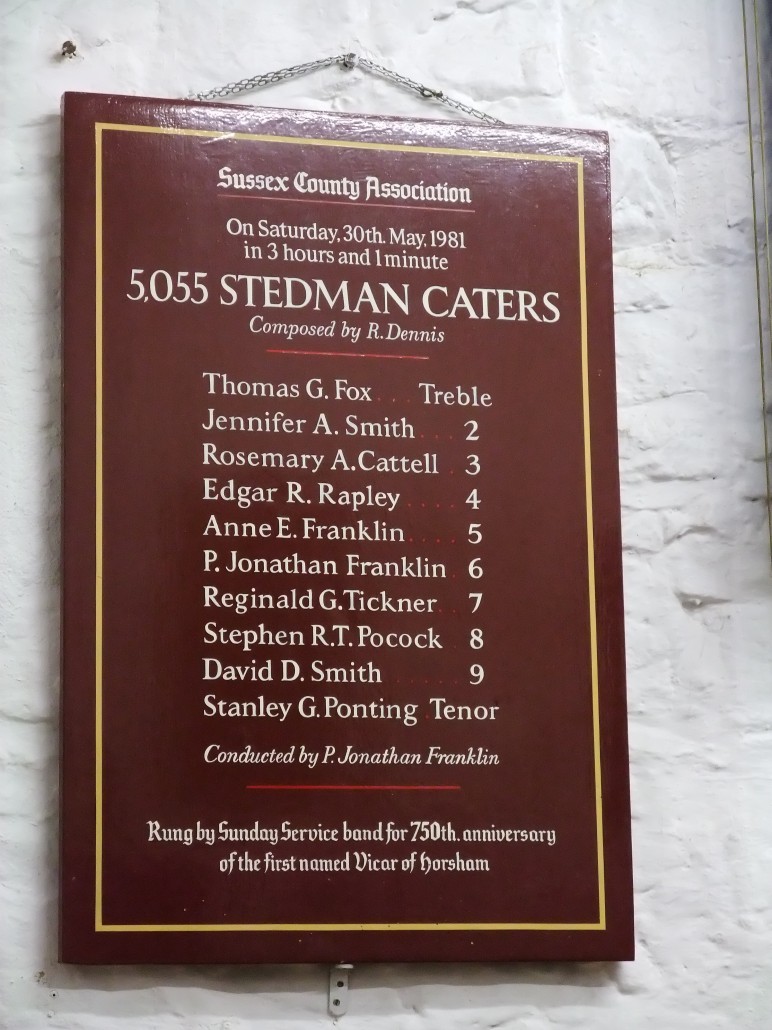 Sussex County Association
On Saturday, 30th. May, 1981
in 3 hours and 1 minute
5,055 STEDMAN CATERS
Composed by R. Dennis
Thomas G. Fox . . . Treble
Jennifer A. Smith . . . 2
Rosemary A. Cattell . 3
Edgar R. Rapley . . . . 4
Anne E. Franklin . . . . 5
P. Jonathan Franklin . 6
Reginald G. Tickner . . 7
Stephen R.T. Pocock 8
David D. Smith . . . . . 9
Stanley G. Ponting . Tenor
Conducted by P. Jonathan Franklin
Rung by Sunday Service band for 750th. anniversary
of the first named Vicar of Horsham